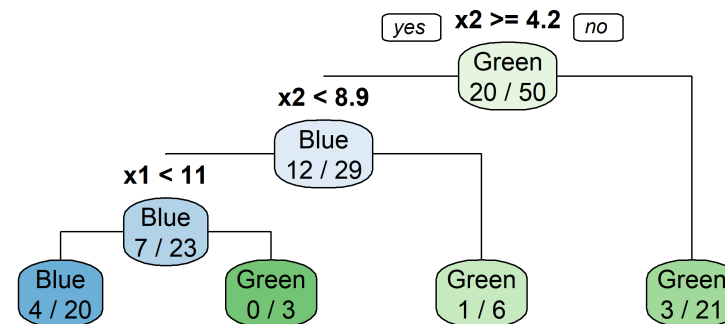 yes x2 >= 4.2 no
Green
20 / 50
x2 < 8.9
Blue
12 / 29
x1 < 11
Blue
7 / 23
Blue
4 / 20
Green
0 / 3
Green
1 / 6
Green
3 / 21